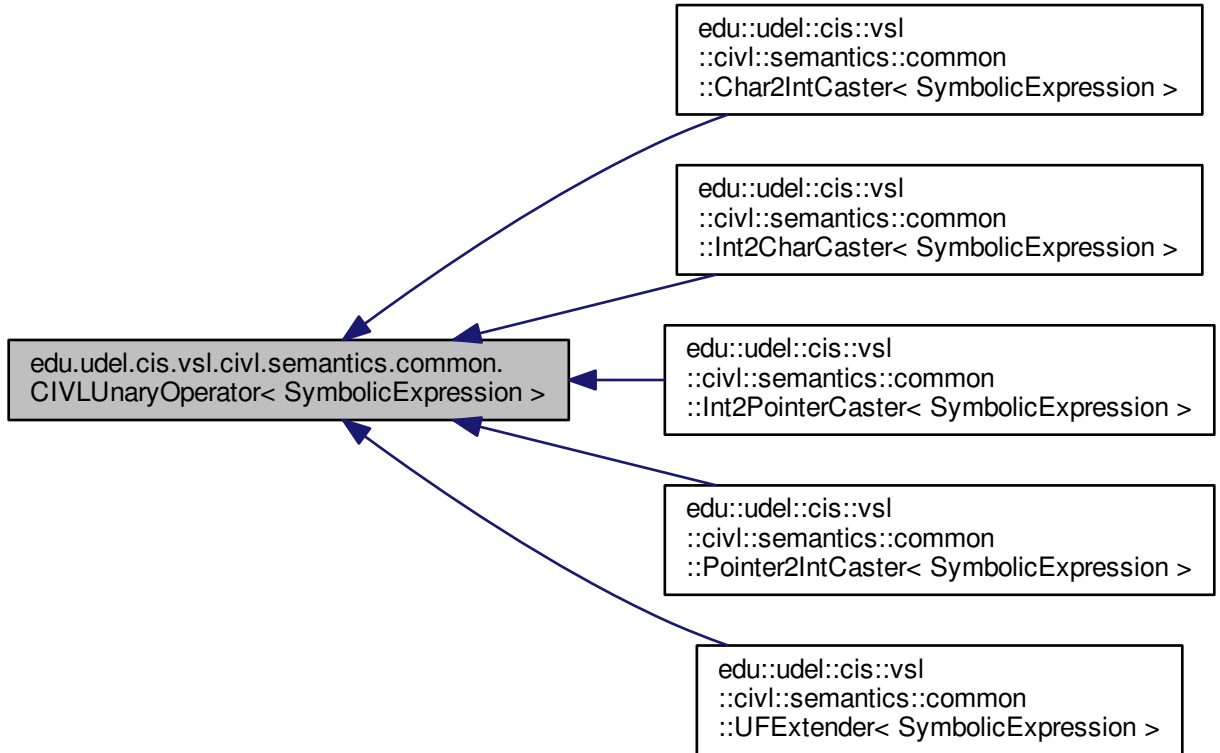 edu::udel::cis::vsl
::civl::semantics::common
::Char2IntCaster< SymbolicExpression >
edu::udel::cis::vsl
::civl::semantics::common
::Int2CharCaster< SymbolicExpression >
edu.udel.cis.vsl.civl.semantics.common.
CIVLUnaryOperator< SymbolicExpression >
edu::udel::cis::vsl
::civl::semantics::common
::Int2PointerCaster< SymbolicExpression >
edu::udel::cis::vsl
::civl::semantics::common
::Pointer2IntCaster< SymbolicExpression >
edu::udel::cis::vsl
::civl::semantics::common
::UFExtender< SymbolicExpression >